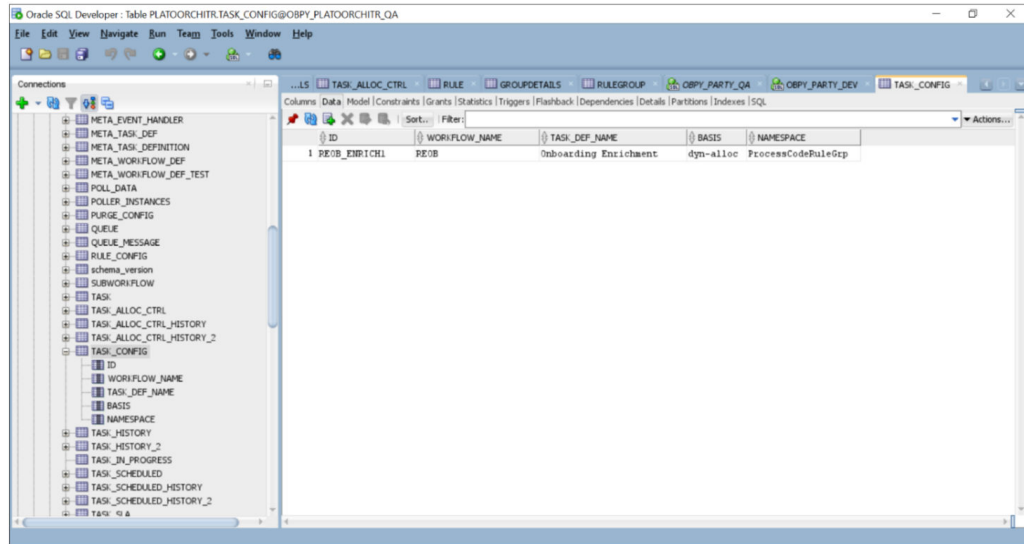 Oracle SQL Developer : Table PLATOORCHITR.TASK_CONFIG@OBPY_PLATOORCHITR_QA
File Edit View Navigate Run Team Tools Window Help
Connections
...LS TASK_ALLOC_CTRL RULE GROUPDETAILS RULEGROUP OBPY_PARTY_QA OBPY_PARTY_DEV TASK_CONFIG
Columns Data Model Constraints Grants Statistics Triggers Flashback Dependencies Details Partitions Indexes SQL
Sort... Filter: Actions...
ID WORKFLOW_NAME TASK_DEF_NAME BASIS NAMESPACE
1 REOB_ENRICH1 REOB Onboarding Enrichment dyn-alloc ProcessCodeRuleGrp
META_EVENT_HANDLER
META_TASK_DEF
META_TASK_DEFINITION
META_WORKFLOW_DEF
META_WORKFLOW_DEF_TEST
POLL_DATA
POLLER_INSTANCES
PURGE_CONFIG
QUEUE
QUEUE_MESSAGE
RULE_CONFIG
schema_version
SUBWORKFLOW
TASK
TASK_ALLOC_CTRL
TASK_ALLOC_CTRL_HISTORY
TASK_ALLOC_CTRL_HISTORY_2
TASK_CONFIG
ID
WORKFLOW_NAME
TASK_DEF_NAME
BASIS
NAMESPACE
TASK_HISTORY
TASK_HISTORY_2
TASK_IN_PROGRESS
TASK_SCHEDULED
TASK_SCHEDULED_HISTORY
TASK_SCHEDULED_HISTORY_2
TASK_SLA